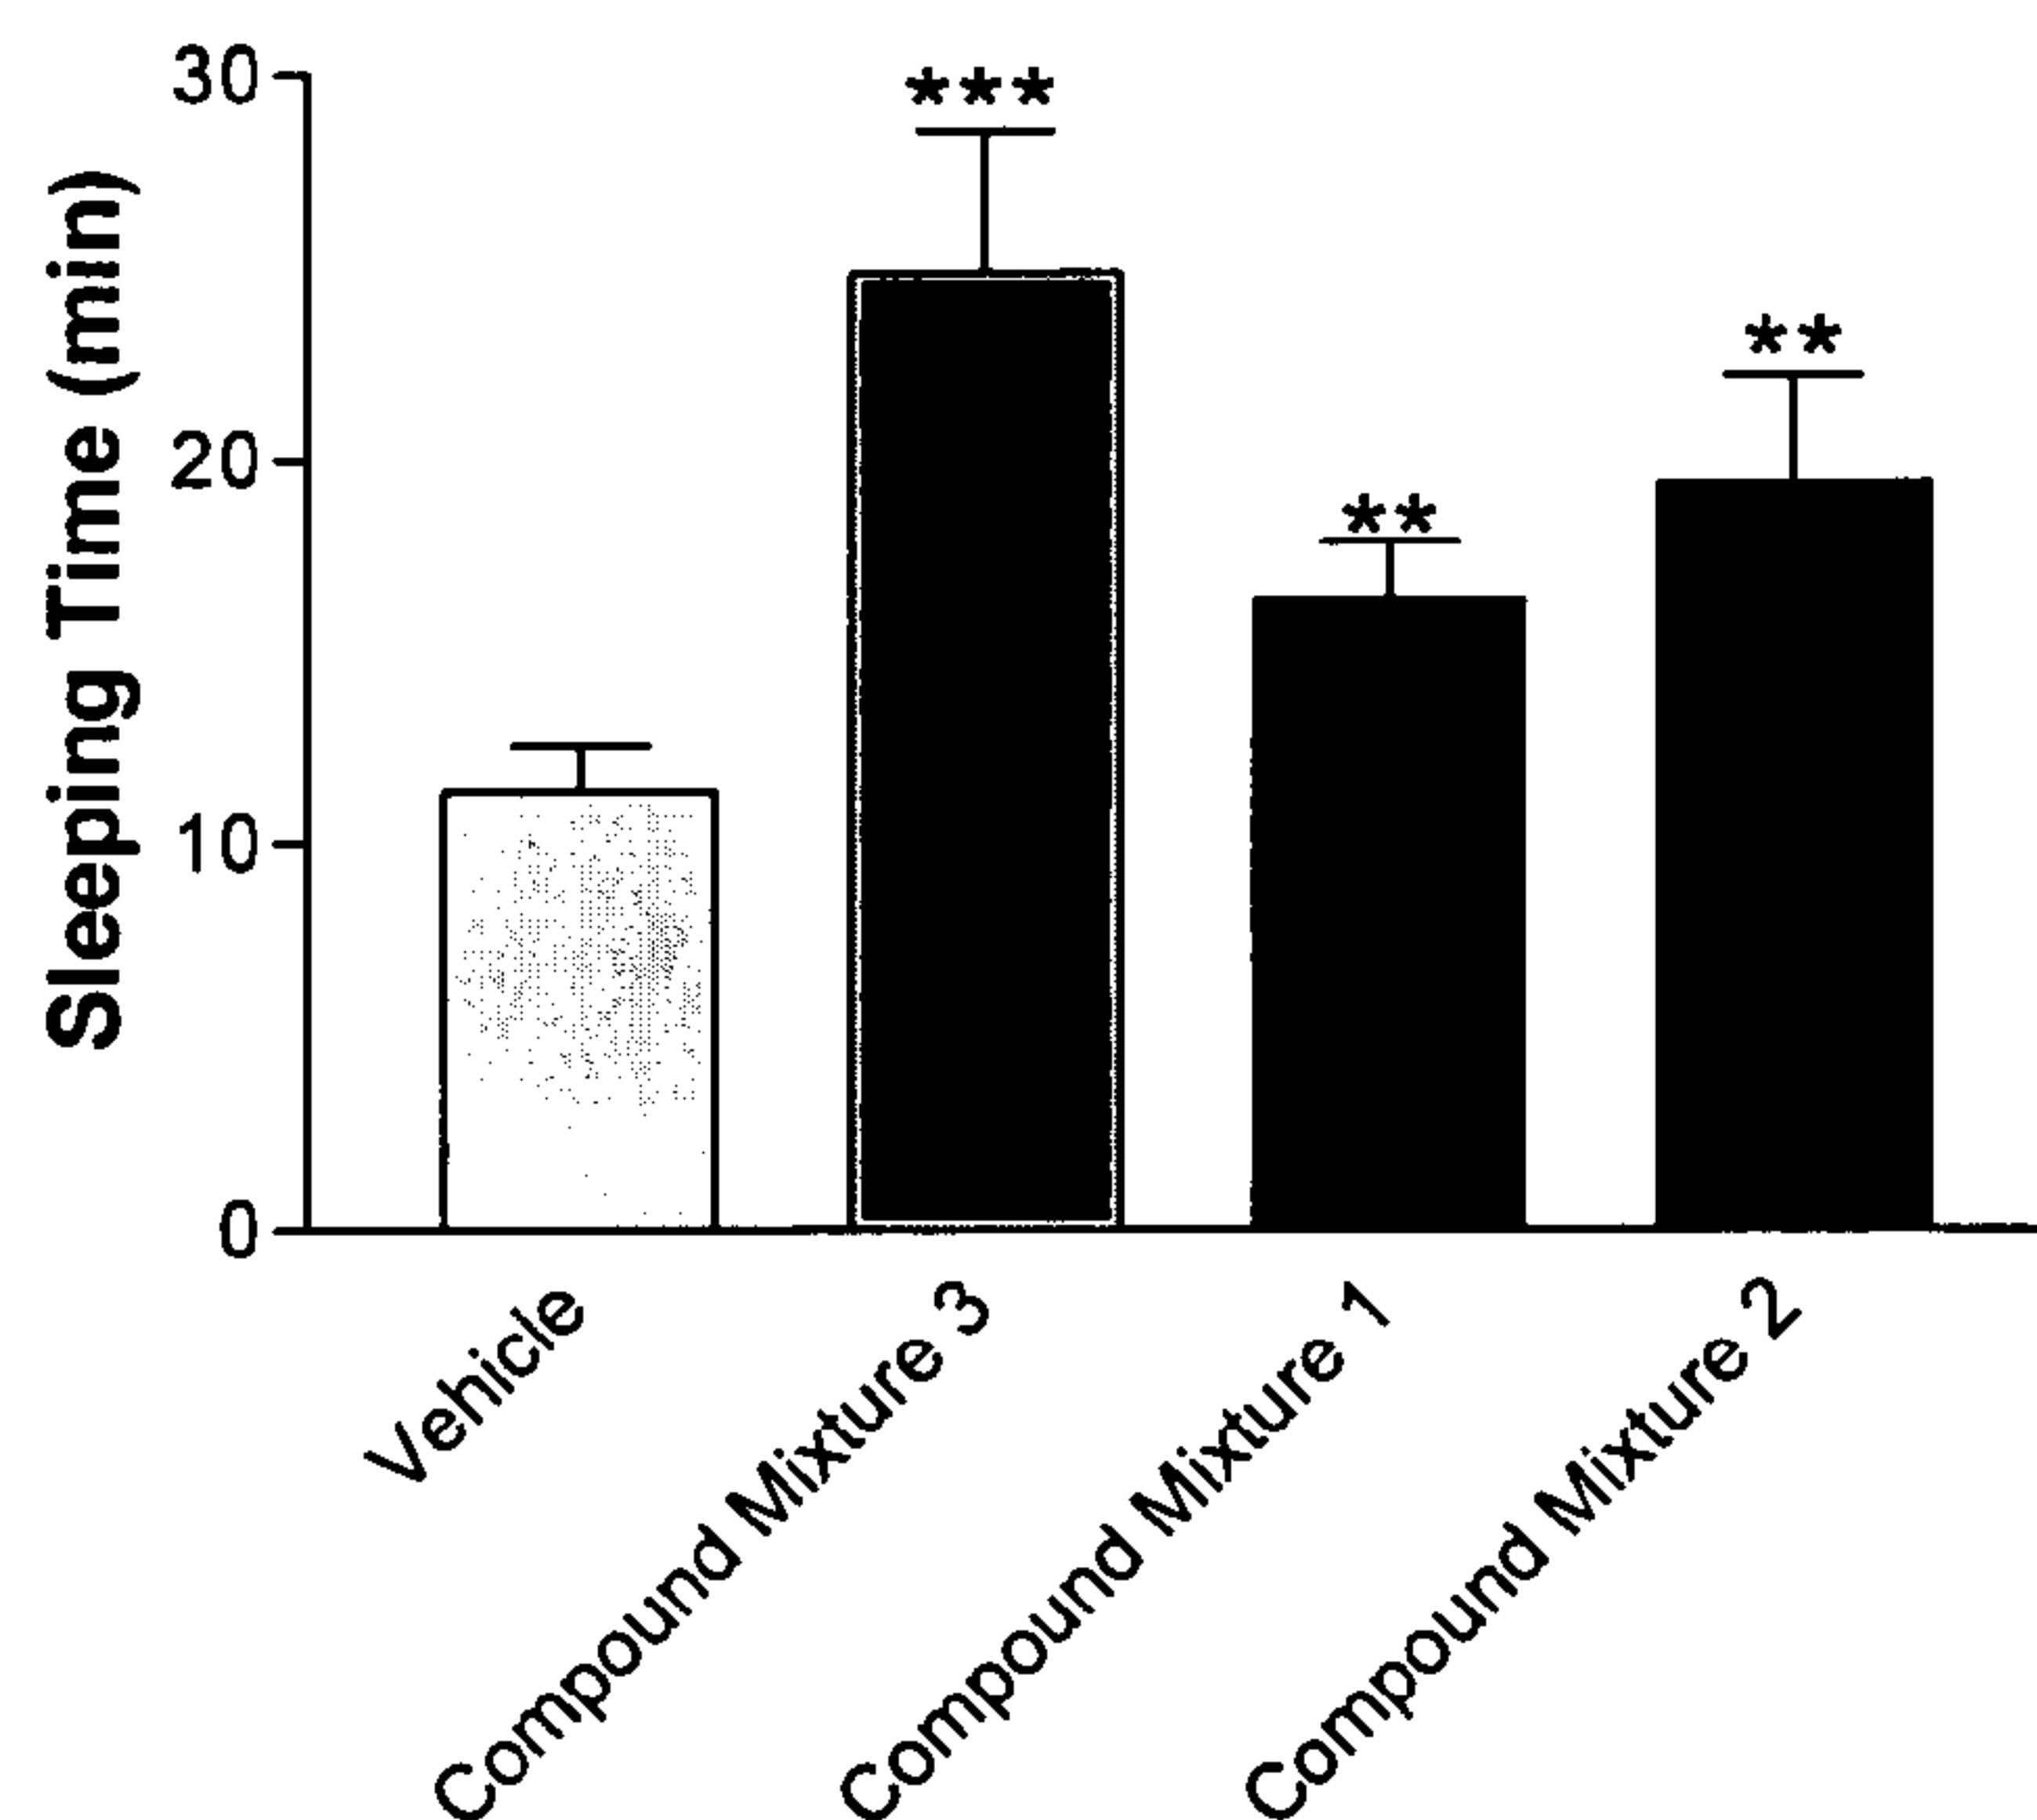 Sleeping Time (min)
30
20
10
0
***
**
**
Vehicle
Compound Mixture 3
Compound Mixture 1
Compound Mixture 2